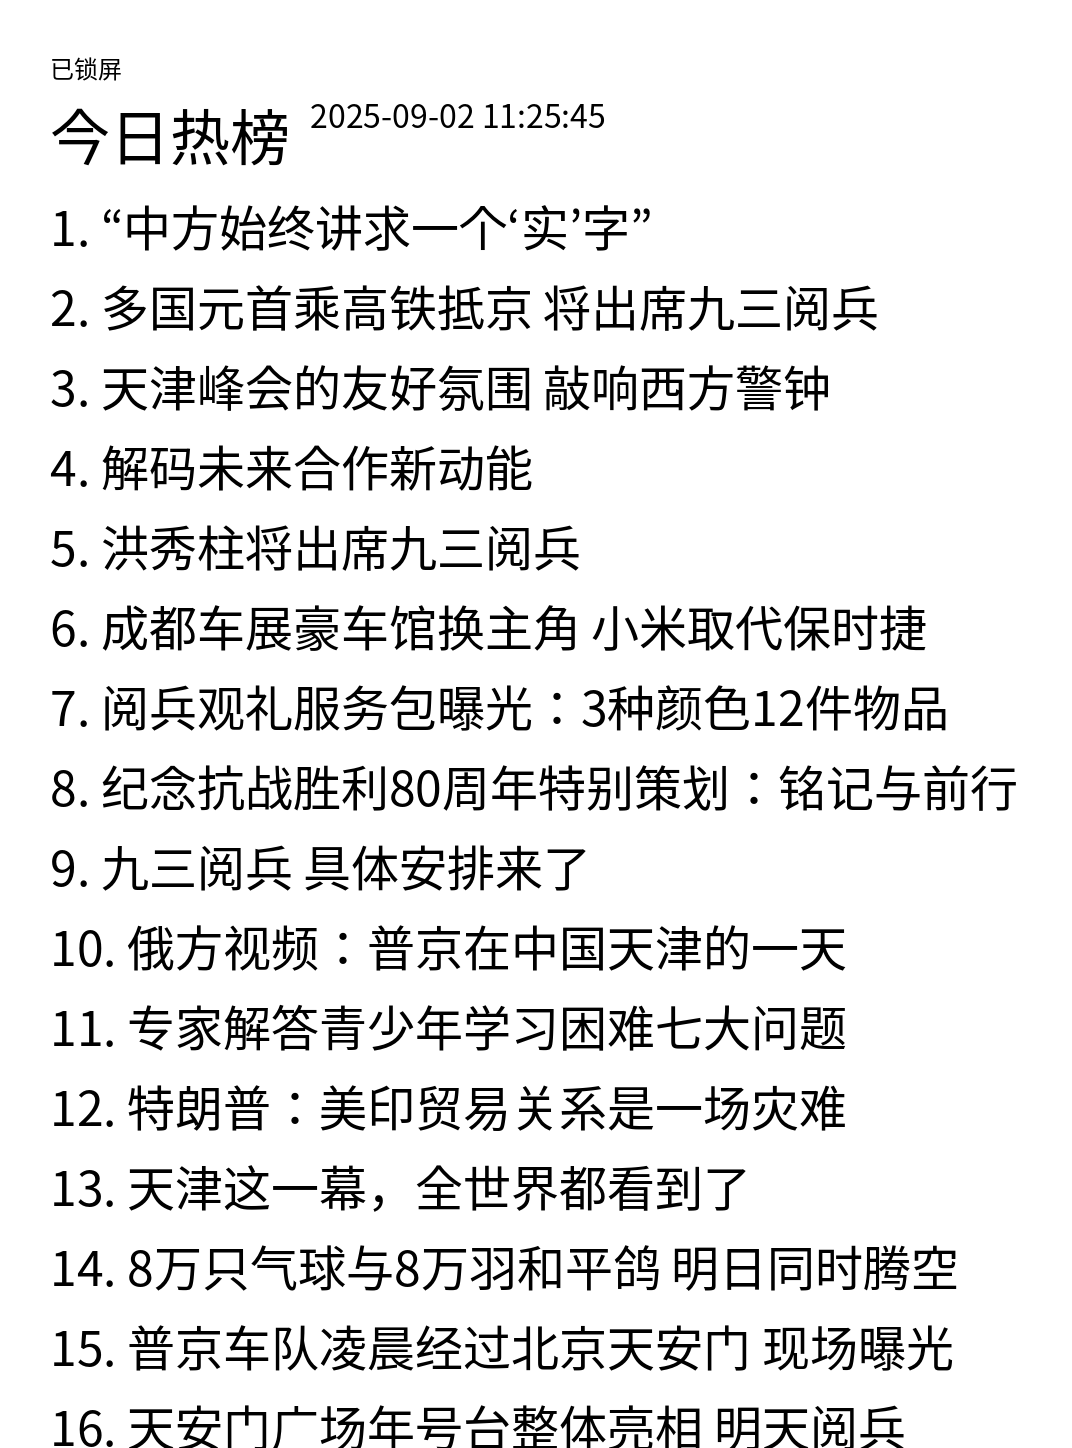 已锁屏
今日热榜 2025-09-02 11:25:45
1. “中方始终讲求一个‘实’字”
2. 多国元首乘高铁抵京 将出席九三阅兵
3. 天津峰会的友好氛围 敲响西方警钟
4. 解码未来合作新动能
5. 洪秀柱将出席九三阅兵
6. 成都车展豪车馆换主角 小米取代保时捷
7. 阅兵观礼服务包曝光：3种颜色12件物品
8. 纪念抗战胜利80周年特别策划：铭记与前行
9. 九三阅兵 具体安排来了
10. 俄方视频：普京在中国天津的一天
11. 专家解答青少年学习困难七大问题
12. 特朗普：美印贸易关系是一场灾难
13. 天津这一幕，全世界都看到了
14. 8万只气球与8万羽和平鸽 明日同时腾空
15. 普京车队凌晨经过北京天安门 现场曝光
16. 天安门广场年号台整体亮相 明天阅兵